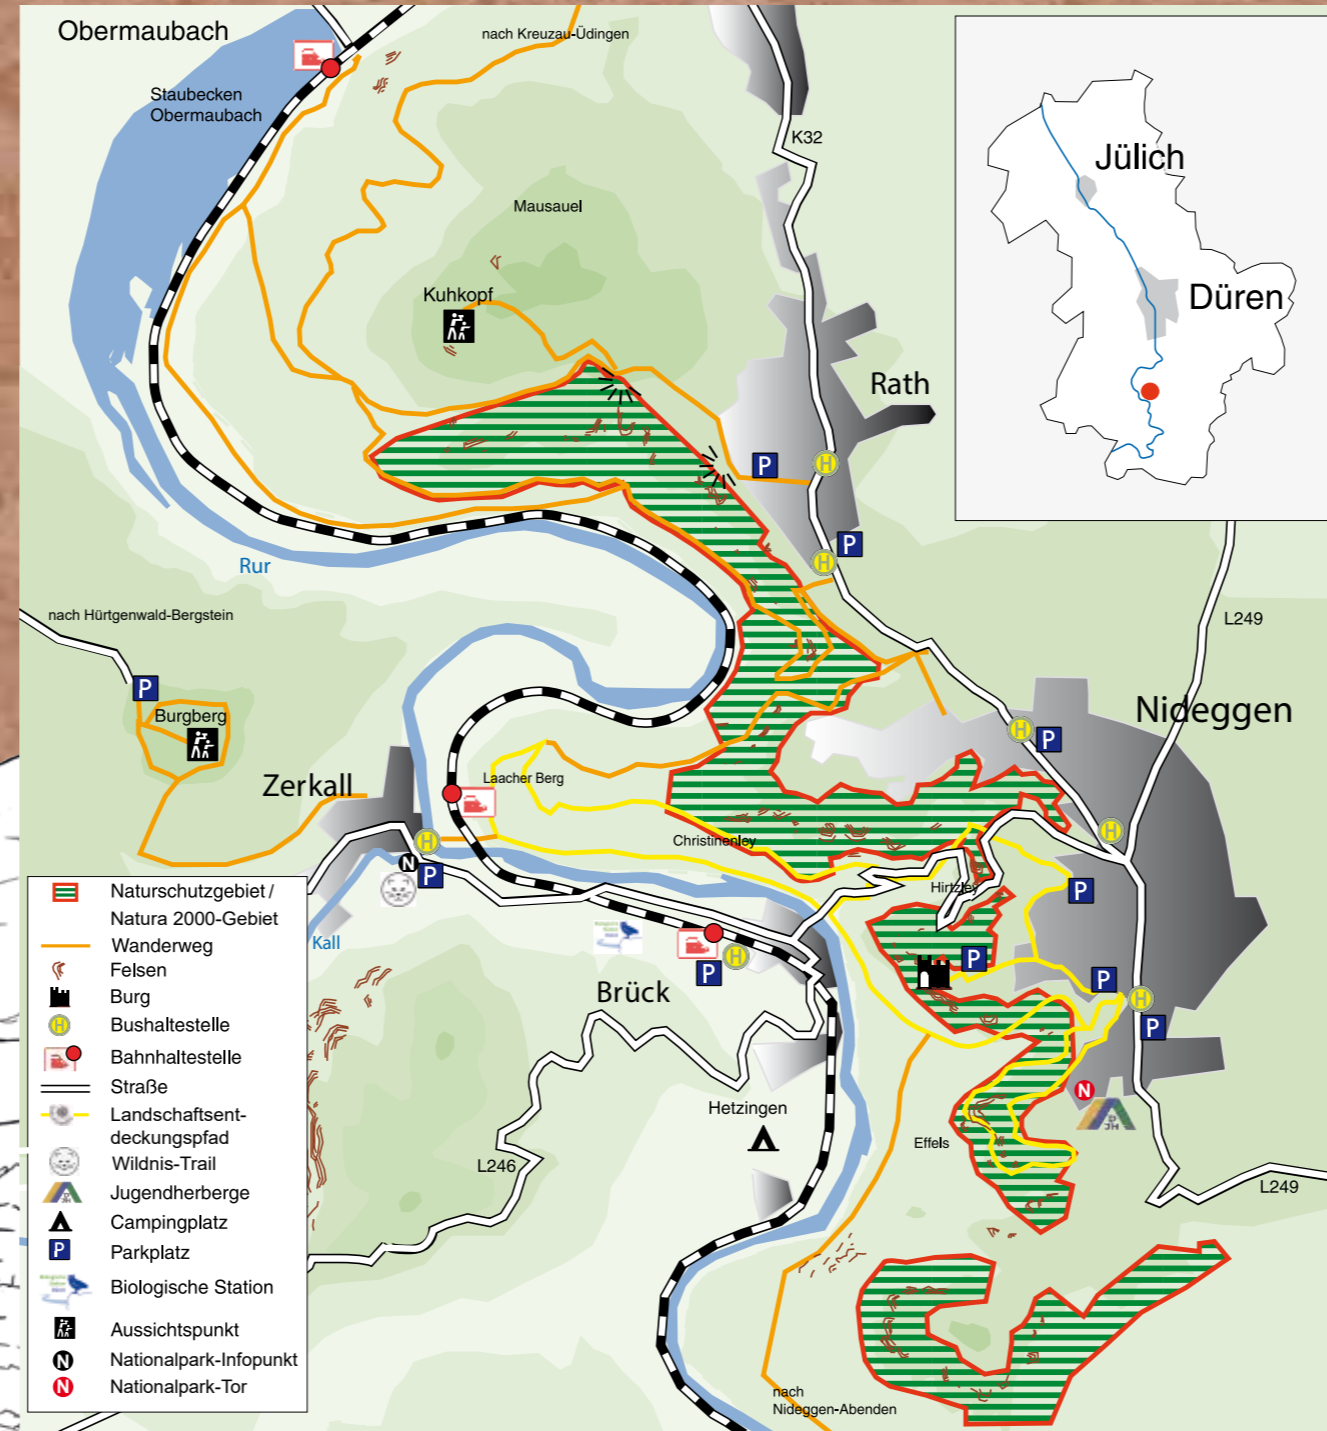 Obermaubach
nach Kreuzau-Üdingen
Staubecken
Obermaubach
K32
Mausauel
Kuhkopf
Rath
Jülich
Düren
Rur
nach Hürtgenwald-Bergstein
L249
Burgberg
Nideggen
Zerkall
Laacher Berg
Christinenley
Hirtzley
Kall
Brück
Hetzingen
Effels
L246
L249
nach
Nideggen-Abenden
P
P
P
P
P
P
P
P
P
P
H
H
H
H
H
H
H
N
N
DJH
Naturschutzgebiet /
Natura 2000-Gebiet
Wanderweg
Felsen
Burg
H Bushaltestelle
Bahnhaltestelle
Straße
Landschaftsent-
deckungspfad
Wildnis-Trail
DJH Jugendherberge
Campingplatz
P Parkplatz
Biologische Station
Aussichtspunkt
N Nationalpark-Infopunkt
N Nationalpark-Tor